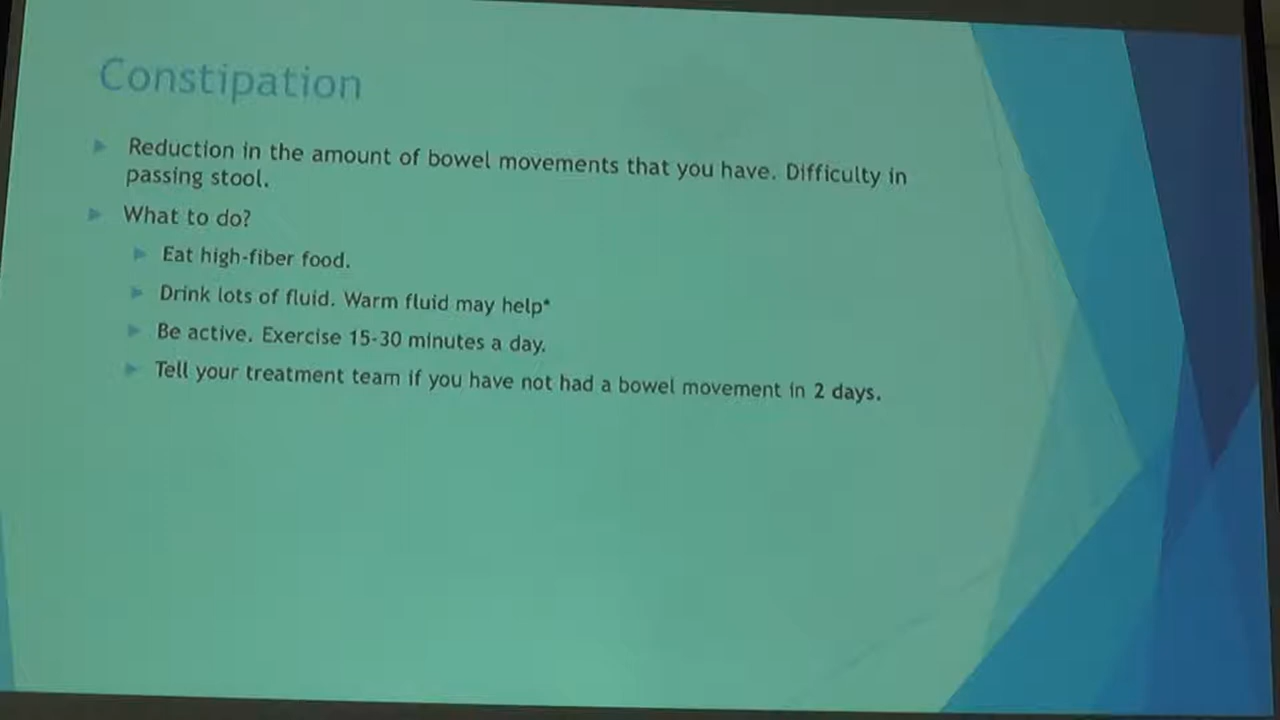 Constipation
Reduction in the amount of bowel movements that you have. Difficulty in
passing stool.
What to do?
Eat high-fiber food.
Drink lots of fluid. Warm fluid may help*
Be active. Exercise 15-30 minutes a day.
Tell your treatment team if you have not had a bowel movement in 2 days.